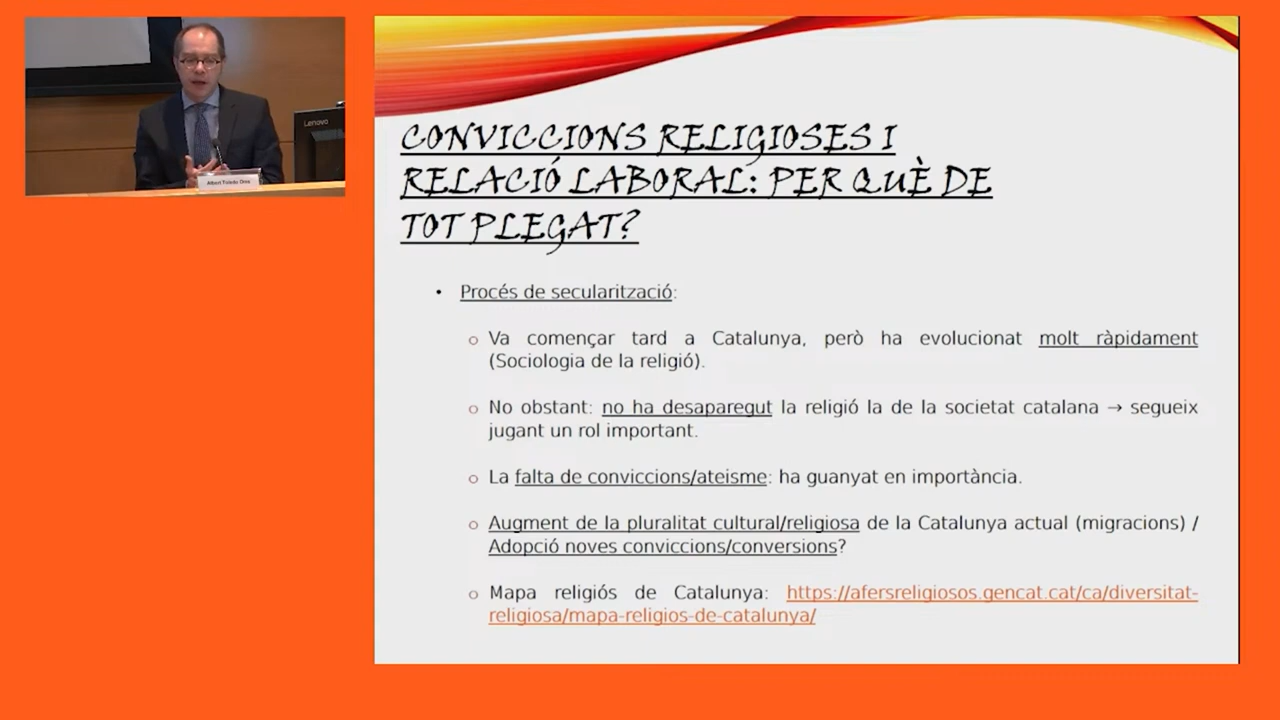 Lenovo
CONVICCIONS RELIGIOSES I
RELACIÓ LABORAL: PER QUÈ DE
TOT PLEGAT?
• Procés de secularització:
o Va començar tard a Catalunya, però ha evolucionat molt ràpidament
(Sociologia de la religió).
o No obstant: no ha desaparegut la religió la de la societat catalana → segueix
jugant un rol important.
o La falta de conviccions/ateisme: ha guanyat en importància.
o Augment de la pluralitat cultural/religiosa de la Catalunya actual (migracions) /
Adopció noves conviccions/conversions?
o Mapa religiós de Catalunya: https://afersreligiosos.gencat.cat/ca/diversitat-
religiosa/mapa-religios-de-catalunya/